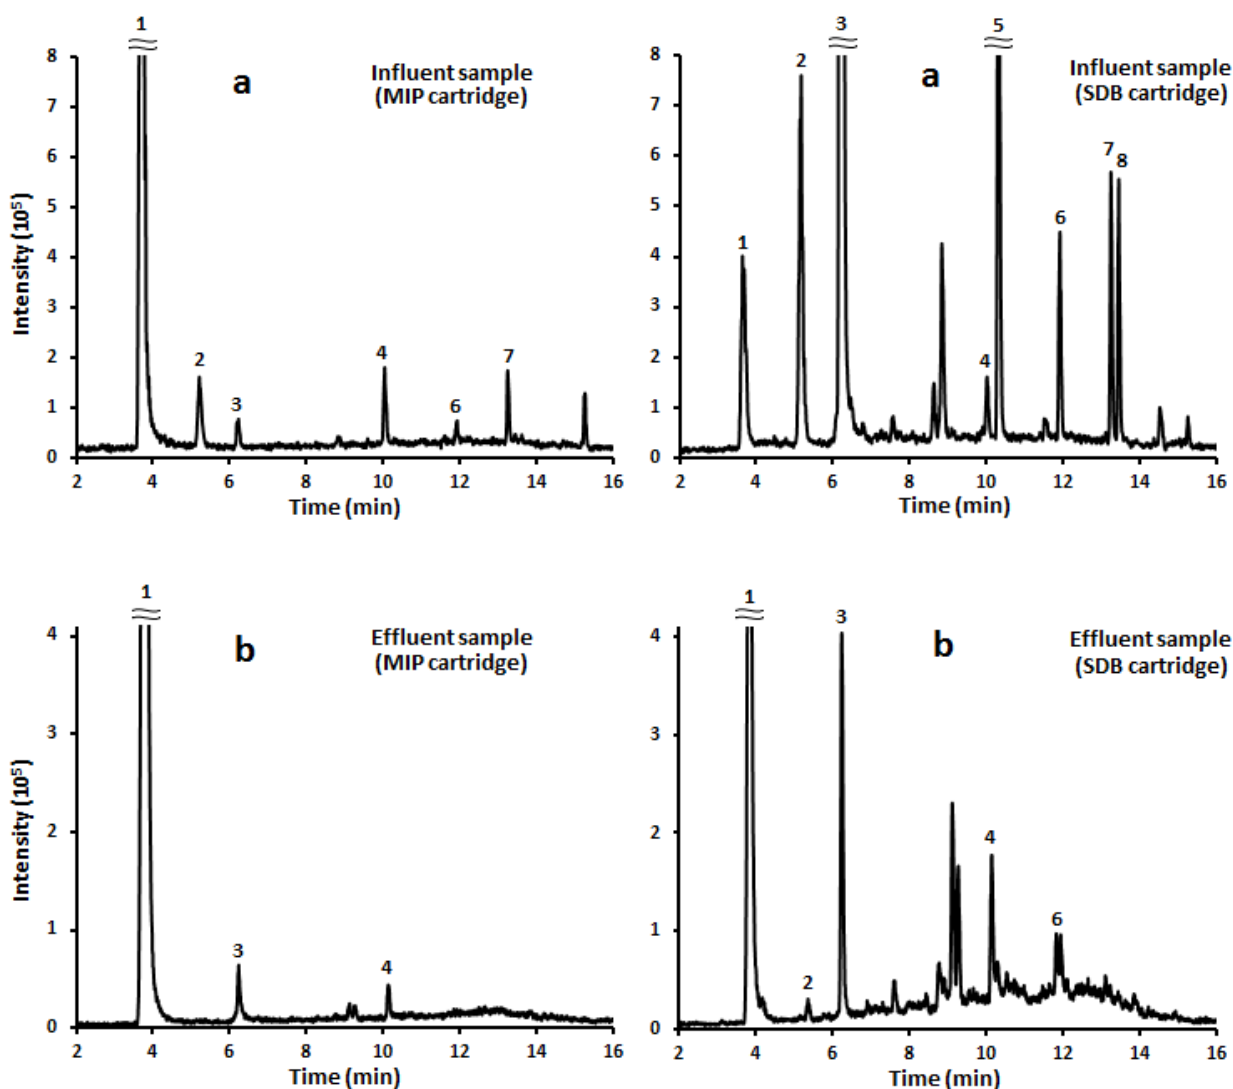 1
8
7
6
5
4
3
2
1
0
Intensity (10⁵)
a
Influent sample
(MIP cartridge)
2
3
4
6
7
2 4 6 8 10 12 14 16
Time (min)
3
5
8
7
6
5
4
3
2
1
0
a
Influent sample
(SDB cartridge)
1
2
4
6
7
8
2 4 6 8 10 12 14 16
Time (min)
1
4
3
2
1
0
Intensity (10⁵)
b
Effluent sample
(MIP cartridge)
3
4
2 4 6 8 10 12 14 16
Time (min)
1
4
3
2
1
0
b
Effluent sample
(SDB cartridge)
2
3
4
6
2 4 6 8 10 12 14 16
Time (min)